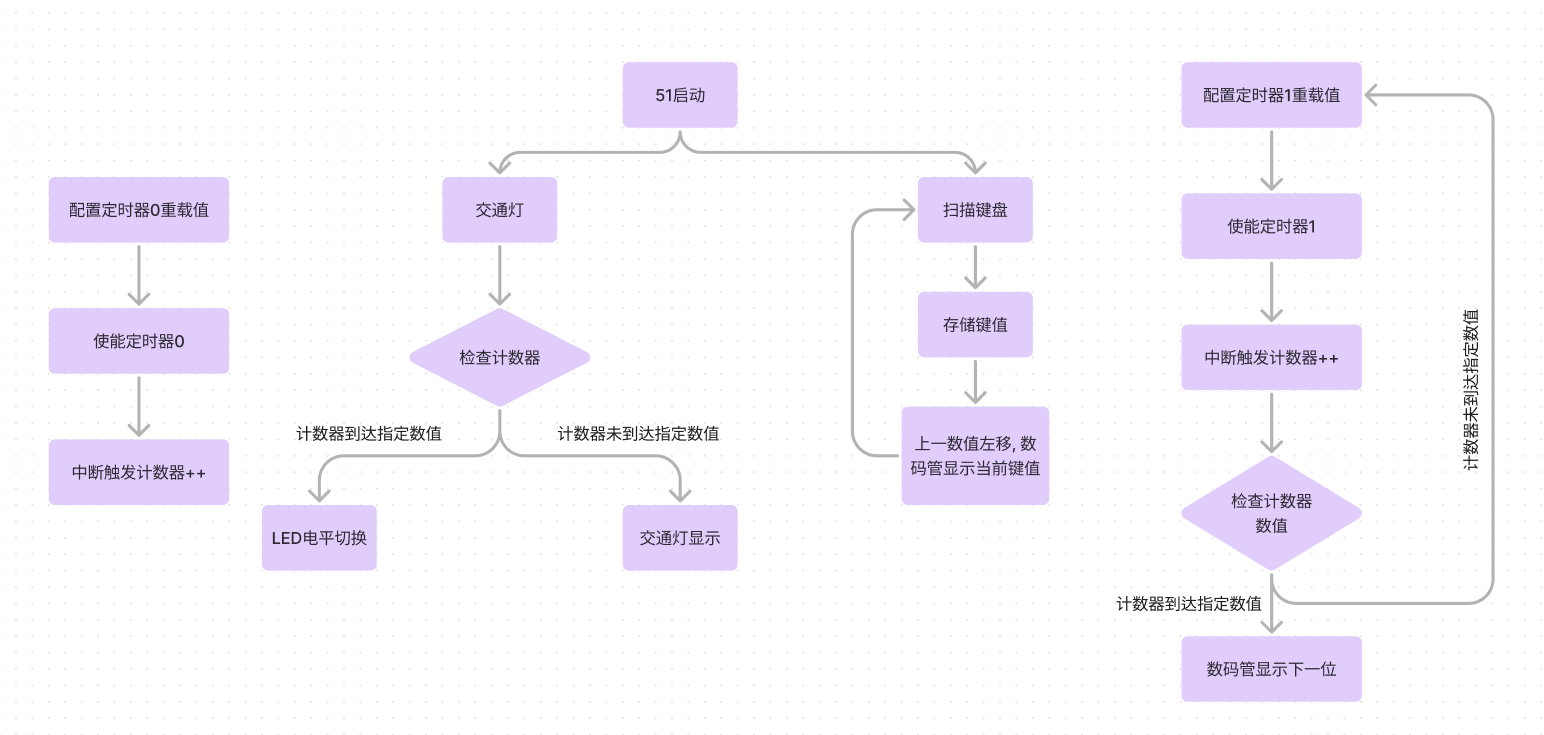 51启动
配置定时器0重载值
使能定时器0
中断触发计数器++
交通灯
检查计数器
计数器到达指定数值
计数器未到达指定数值
LED电平切换
交通灯显示
扫描键盘
存储键值
上一数值左移, 数
码管显示当前键值
配置定时器1重载值
使能定时器1
中断触发计数器++
检查计数器
数值
计数器未到达指定数值
计数器到达指定数值
数码管显示下一位